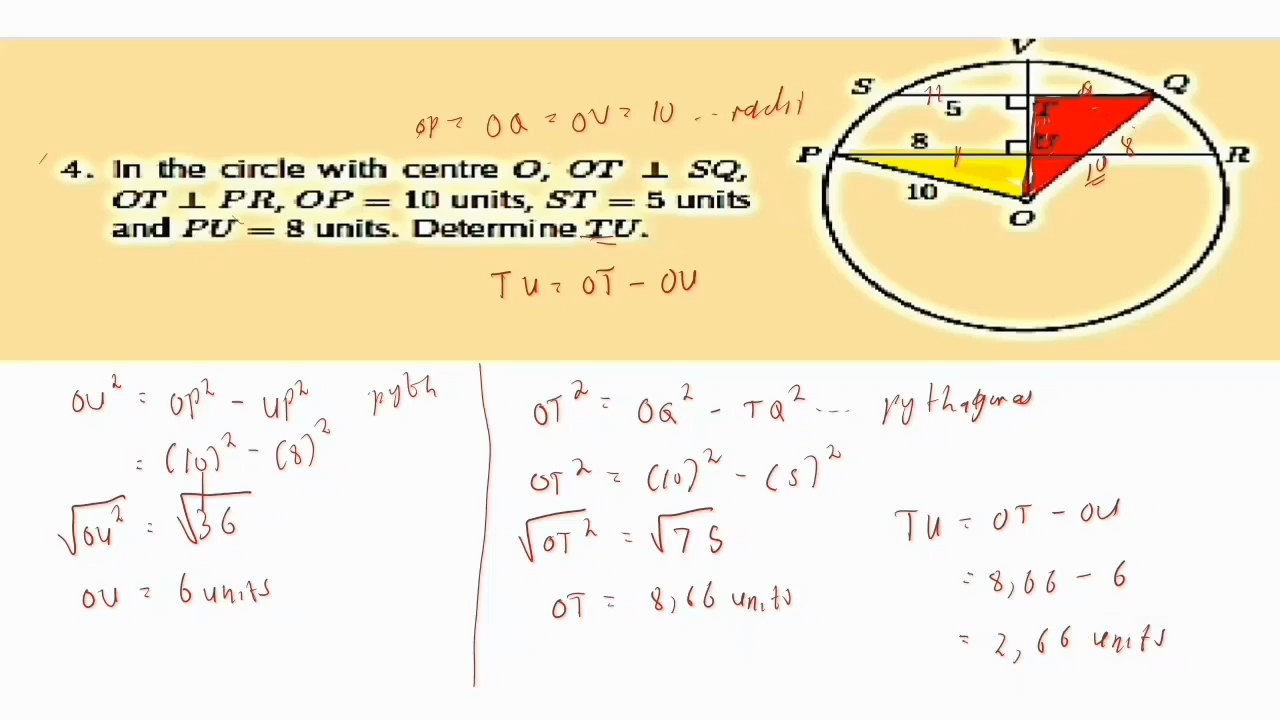 V
S
Q
11
5
T
OP = OQ = OV = 10 ... radii
P
8
U
8
R
10
10
O
4. In the circle with centre O, OT ⊥ SQ,
OT ⊥ PR, OP = 10 units, ST = 5 units
and PU = 8 units. Determine TU.
TU = OT - OU
OU² = OP² - UP² pyth
= (10)² - (8)²
√OU² = √36
OU = 6 units
OT² = OQ² - TQ² ... pythagoras
OT² = (10)² - (5)²
√OT² = √75
OT = 8,66 units
TU = OT - OU
= 8,66 - 6
= 2,66 units